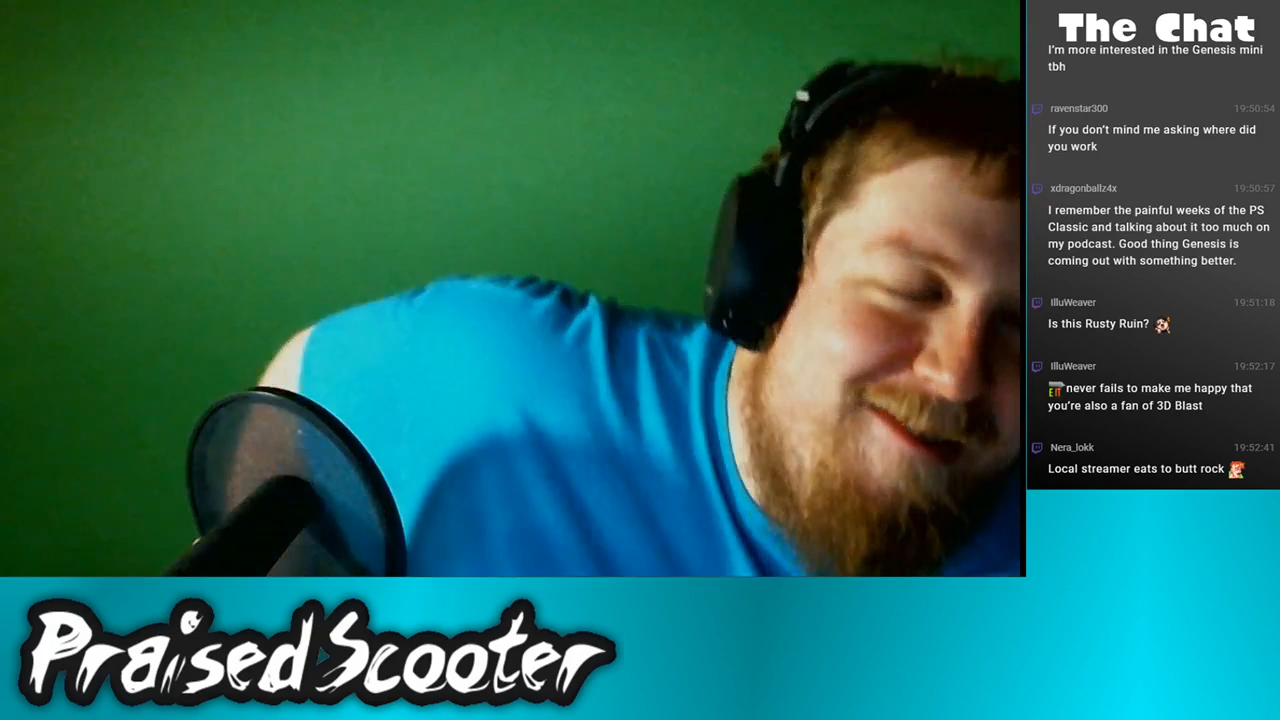 The Chat
I'm more interested in the Genesis mini
tbh
ravenstar300 19:50:54
If you don't mind me asking where did
you work
xdragonballz4x 19:50:57
I remember the painful weeks of the PS
Classic and talking about it too much on
my podcast. Good thing Genesis is
coming out with something better.
IlluWeaver 19:51:18
Is this Rusty Ruin?
IlluWeaver 19:52:17
never fails to make me happy that
you're also a fan of 3D Blast
Nera_lokk 19:52:41
Local streamer eats to butt rock
PraisedScooter